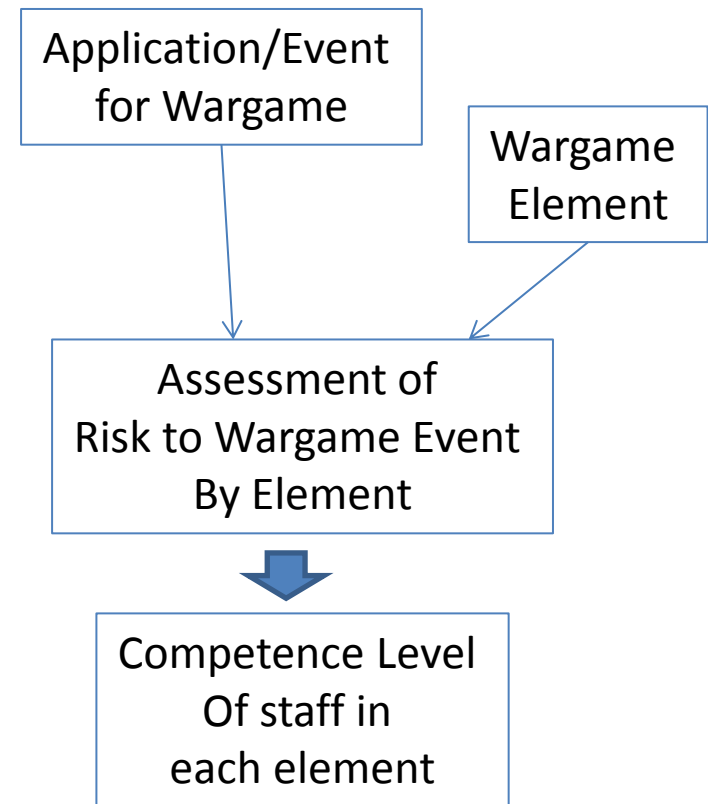 Application/Event
for Wargame
Wargame
Element
Assessment of
Risk to Wargame Event
By Element
Competence Level
Of staff in
each element